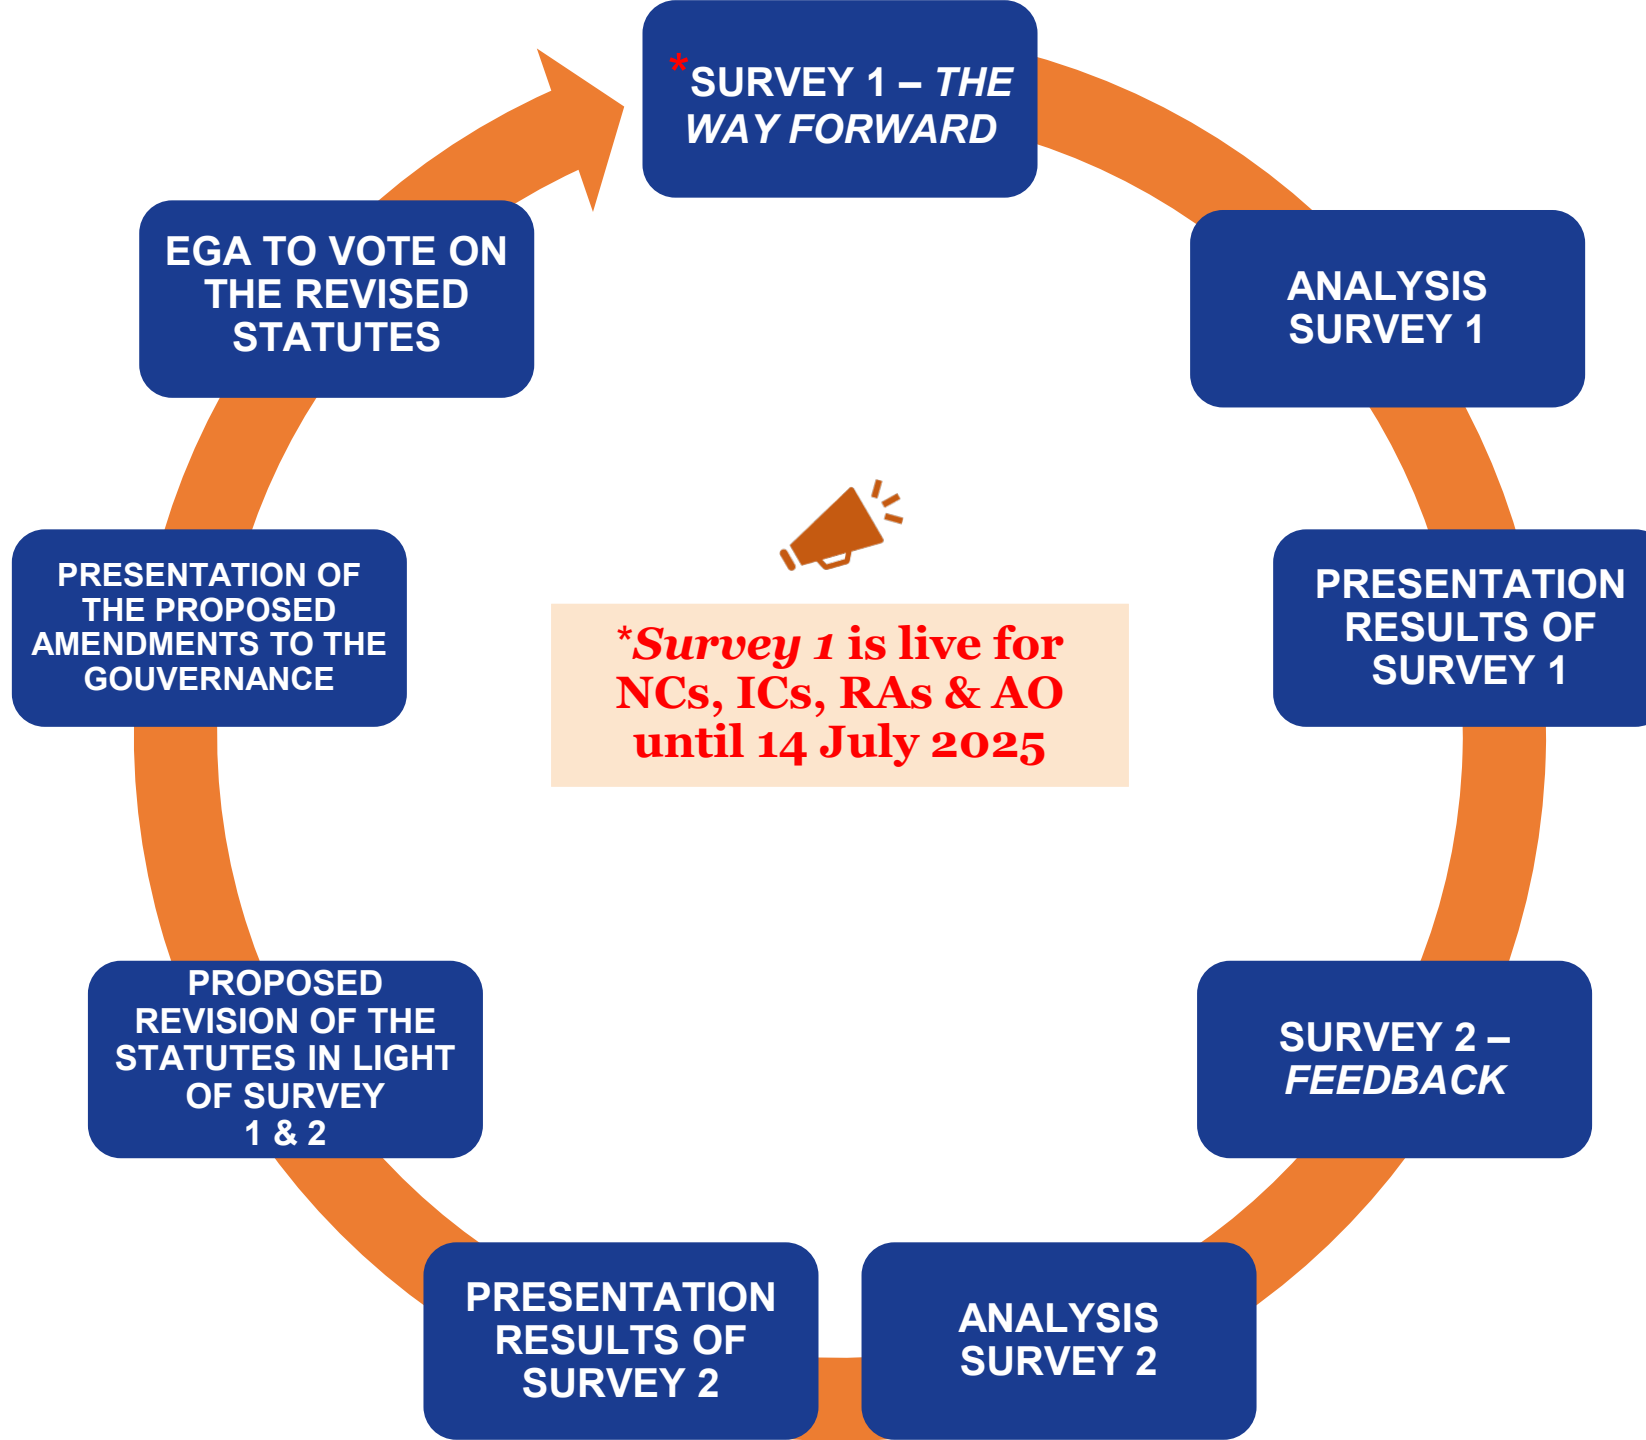 *SURVEY 1 – THE
WAY FORWARD
ANALYSIS
SURVEY 1
PRESENTATION
RESULTS OF
SURVEY 1
SURVEY 2 –
FEEDBACK
ANALYSIS
SURVEY 2
PRESENTATION
RESULTS OF
SURVEY 2
PROPOSED
REVISION OF THE
STATUTES IN LIGHT
OF SURVEY
1 & 2
PRESENTATION OF
THE PROPOSED
AMENDMENTS TO THE
GOUVERNANCE
EGA TO VOTE ON
THE REVISED
STATUTES
*Survey 1 is live for
NCs, ICs, RAs & AO
until 14 July 2025